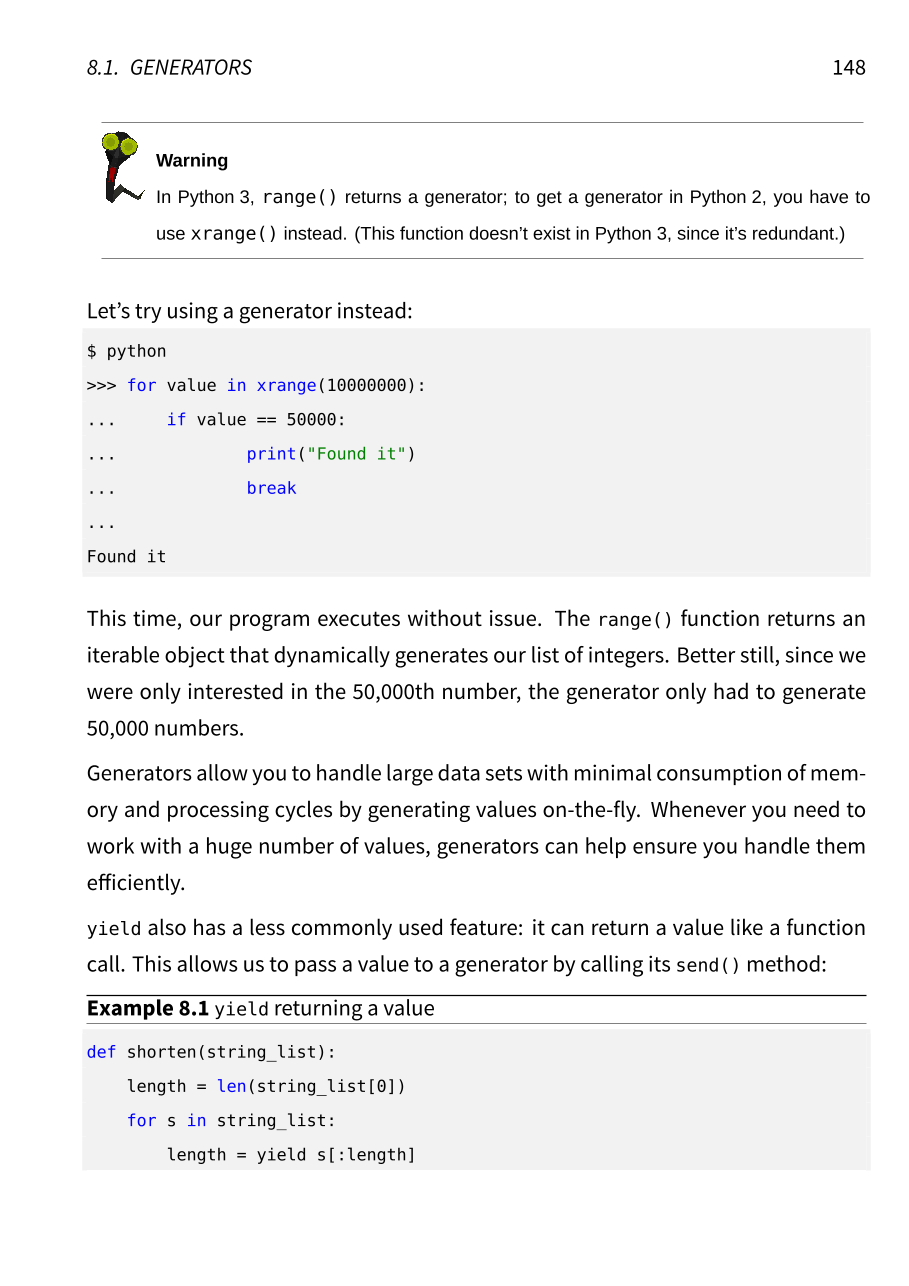 8.1. GENERATORS 148
Warning
In Python 3, range() returns a generator; to get a generator in Python 2, you have to
use xrange() instead. (This function doesn’t exist in Python 3, since it’s redundant.)
Let’s try using a generator instead:
$ python
>>> for value in xrange(10000000):
...     if value == 50000:
...             print("Found it")
...             break
...
Found it
This time, our program executes without issue. The range() function returns an
iterable object that dynamically generates our list of integers. Better still, since we
were only interested in the 50,000th number, the generator only had to generate
50,000 numbers.
Generators allow you to handle large data sets with minimal consumption of mem-
ory and processing cycles by generating values on-the-fly. Whenever you need to
work with a huge number of values, generators can help ensure you handle them
efficiently.
yield also has a less commonly used feature: it can return a value like a function
call. This allows us to pass a value to a generator by calling its send() method:
Example 8.1 yield returning a value
def shorten(string_list):
    length = len(string_list[0])
    for s in string_list:
        length = yield s[:length]